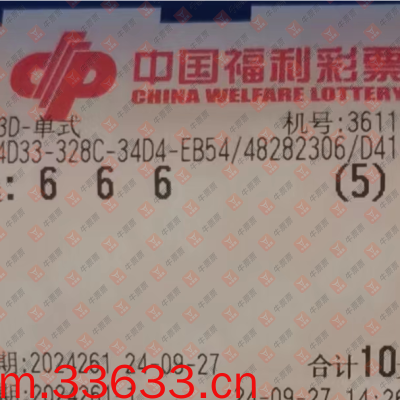 中国福利彩票
CHINA WELFARE LOTTERY
3D-单式 机号:3611
4D33-328C-34D4-EB54/48282306/D41
: 6 6 6 (5)
期:2024261 24-09-27 合计10
m.33633.cn
24-09-27 14:26